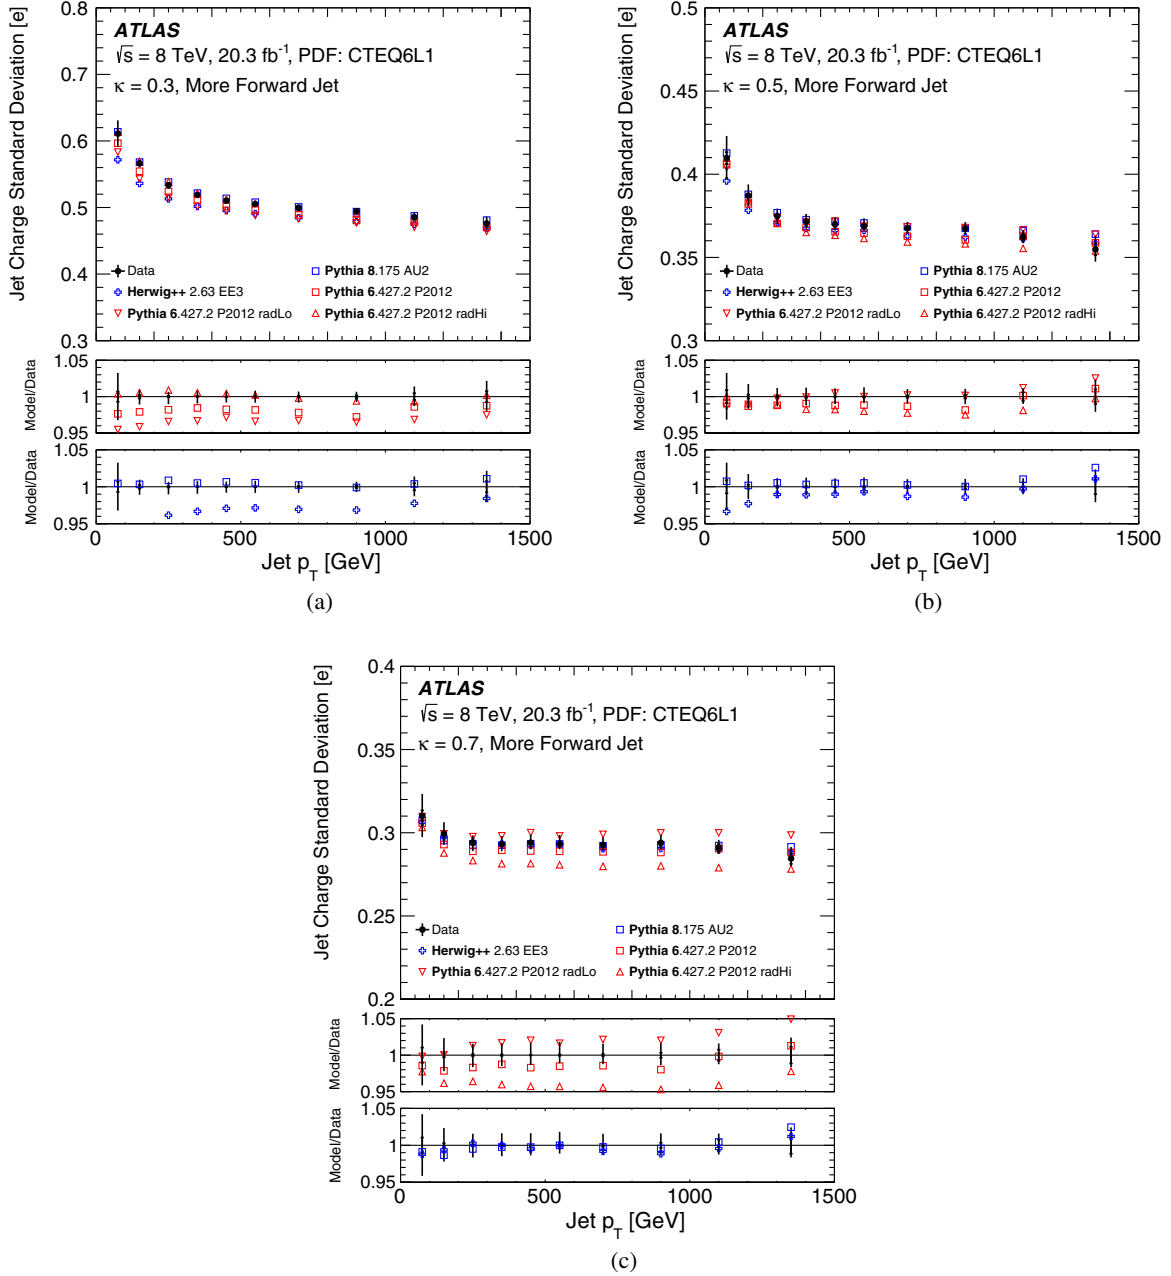 Jet Charge Standard Deviation [e]
0.8
0.7
0.6
0.5
0.4
0.3
ATLAS
√s = 8 TeV, 20.3 fb⁻¹, PDF: CTEQ6L1
κ = 0.3, More Forward Jet
Data
Herwig++ 2.63 EE3
Pythia 6.427.2 P2012 radLo
Pythia 8.175 AU2
Pythia 6.427.2 P2012
Pythia 6.427.2 P2012 radHi
Model/Data
1.05
1
0.95
Model/Data
1.05
1
0.95
0 500 1000 1500
Jet p_T [GeV]
(a)
Jet Charge Standard Deviation [e]
0.5
0.45
0.4
0.35
0.3
ATLAS
√s = 8 TeV, 20.3 fb⁻¹, PDF: CTEQ6L1
κ = 0.5, More Forward Jet
Data
Herwig++ 2.63 EE3
Pythia 6.427.2 P2012 radLo
Pythia 8.175 AU2
Pythia 6.427.2 P2012
Pythia 6.427.2 P2012 radHi
Model/Data
1.05
1
0.95
Model/Data
1.05
1
0.95
0 500 1000 1500
Jet p_T [GeV]
(b)
Jet Charge Standard Deviation [e]
0.4
0.35
0.3
0.25
0.2
ATLAS
√s = 8 TeV, 20.3 fb⁻¹, PDF: CTEQ6L1
κ = 0.7, More Forward Jet
Data
Herwig++ 2.63 EE3
Pythia 6.427.2 P2012 radLo
Pythia 8.175 AU2
Pythia 6.427.2 P2012
Pythia 6.427.2 P2012 radHi
Model/Data
1.05
1
0.95
Model/Data
1.05
1
0.95
0 500 1000 1500
Jet p_T [GeV]
(c)